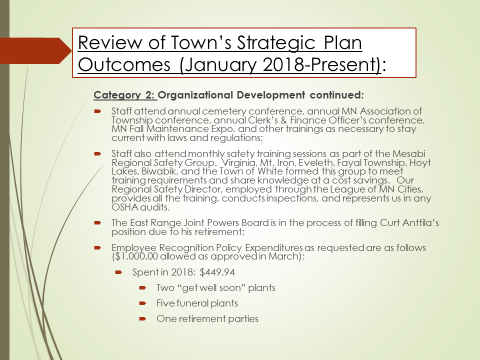 Review of Town's Strategic Plan
Outcomes (January 2018-Present):
Category 2: Organizational Development continued:
Staff attend annual cemetery conference, annual MN Association of
Township conference, annual Clerk's & Finance Officer's conference,
MN Fall Maintenance Expo, and other trainings as necessary to stay
current with laws and regulations;
Staff also attend monthly safety training sessions as part of the Mesabi
Regional Safety Group. Virginia, Mt. Iron, Eveleth, Fayal Township, Hoyt
Lakes, Biwabik, and the Town of White formed this group to meet
training requirements and share knowledge at a cost savings. Our
Regional Safety Director, employed through the League of MN Cities,
provides all the training, conducts inspections, and represents us in any
OSHA audits.
The East Range Joint Powers Board is in the process of filling Curt Anttila's
position due to his retirement;
Employee Recognition Policy Expenditures as requested are as follows
($1,000.00 allowed as approved in March):
Spent in 2018: $449.94
Two "get well soon" plants
Five funeral plants
One retirement parties